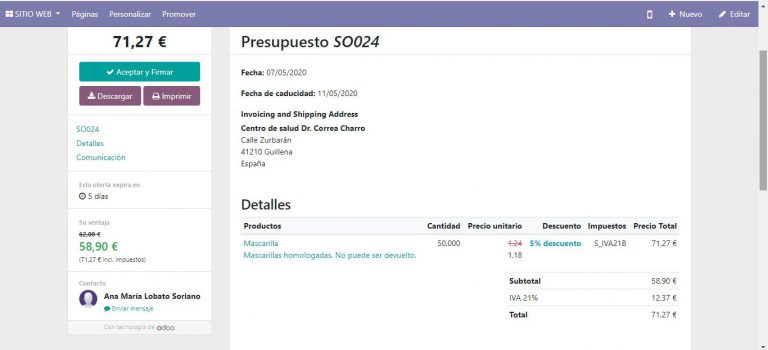 SITIO WEB Páginas Personalizar Promover + Nuevo Editar
71,27 €
Aceptar y Firmar
Descargar Imprimir
SO024
Detalles
Comunicación
Esta oferta expira en
5 días
Su ventaja
62,00 €
58,90 €
(71,27 € incl. impuestos)
Contacto
Ana María Lobato Soriano
Enviar mensaje
Con tecnología de odoo
Presupuesto SO024
Fecha: 07/05/2020
Fecha de caducidad: 11/05/2020
Invoicing and Shipping Address
Centro de salud Dr. Correa Charro
Calle Zurbarán
41210 Guillena
España
Detalles
Productos Cantidad Precio unitario Descuento Impuestos Precio Total
Mascarilla 50,000 1,24 5% descuento S_IVA21B 71,27 €
Mascarillas homologadas. No puede ser devuelto. 1,18
Subtotal 58,90 €
IVA 21% 12,37 €
Total 71,27 €